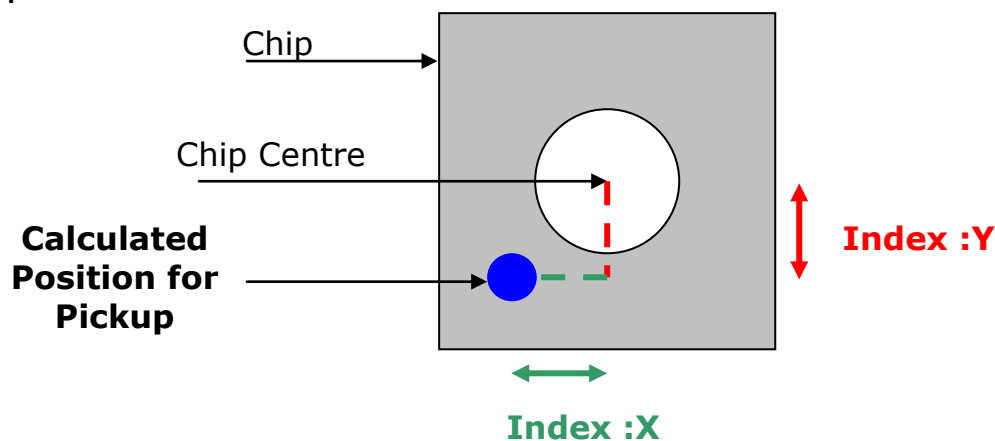 Chip
Chip Centre
Calculated
Position for
Pickup
Index :Y
Index :X